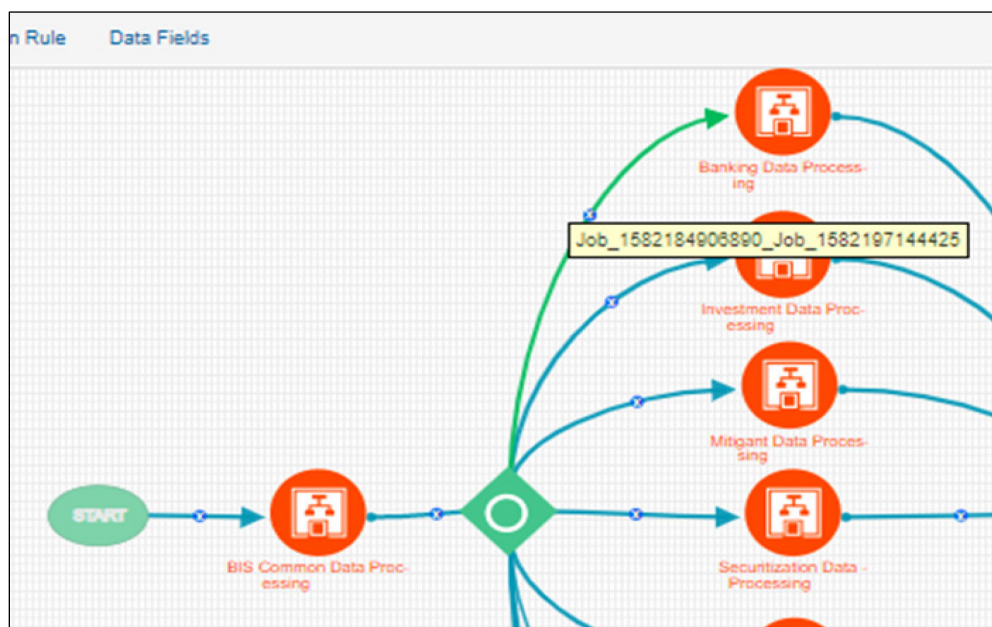 n Rule Data Fields
Banking Data Process-
ing
Job_1582184906890_Job_1582197144425
Investment Data Proc-
essing
Mitigant Data Proces-
sing
START
BIS Common Data Proc-
essing
Securtization Data -
Processing